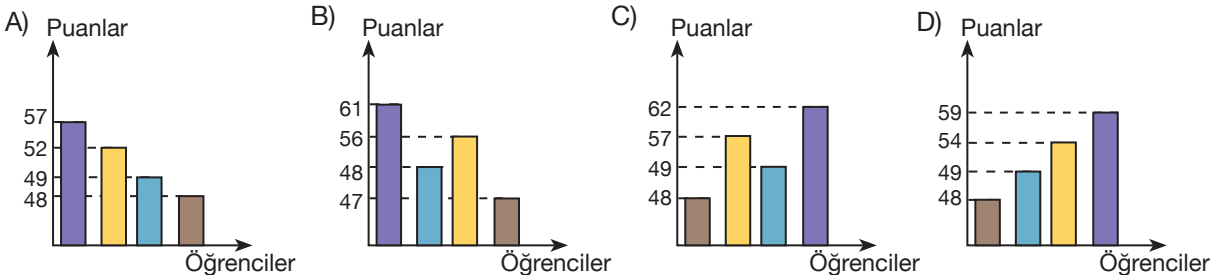 A) Puanlar
57
52
49
48
Öğrenciler
B) Puanlar
61
56
48
47
Öğrenciler
C) Puanlar
62
57
49
48
Öğrenciler
D) Puanlar
59
54
49
48
Öğrenciler